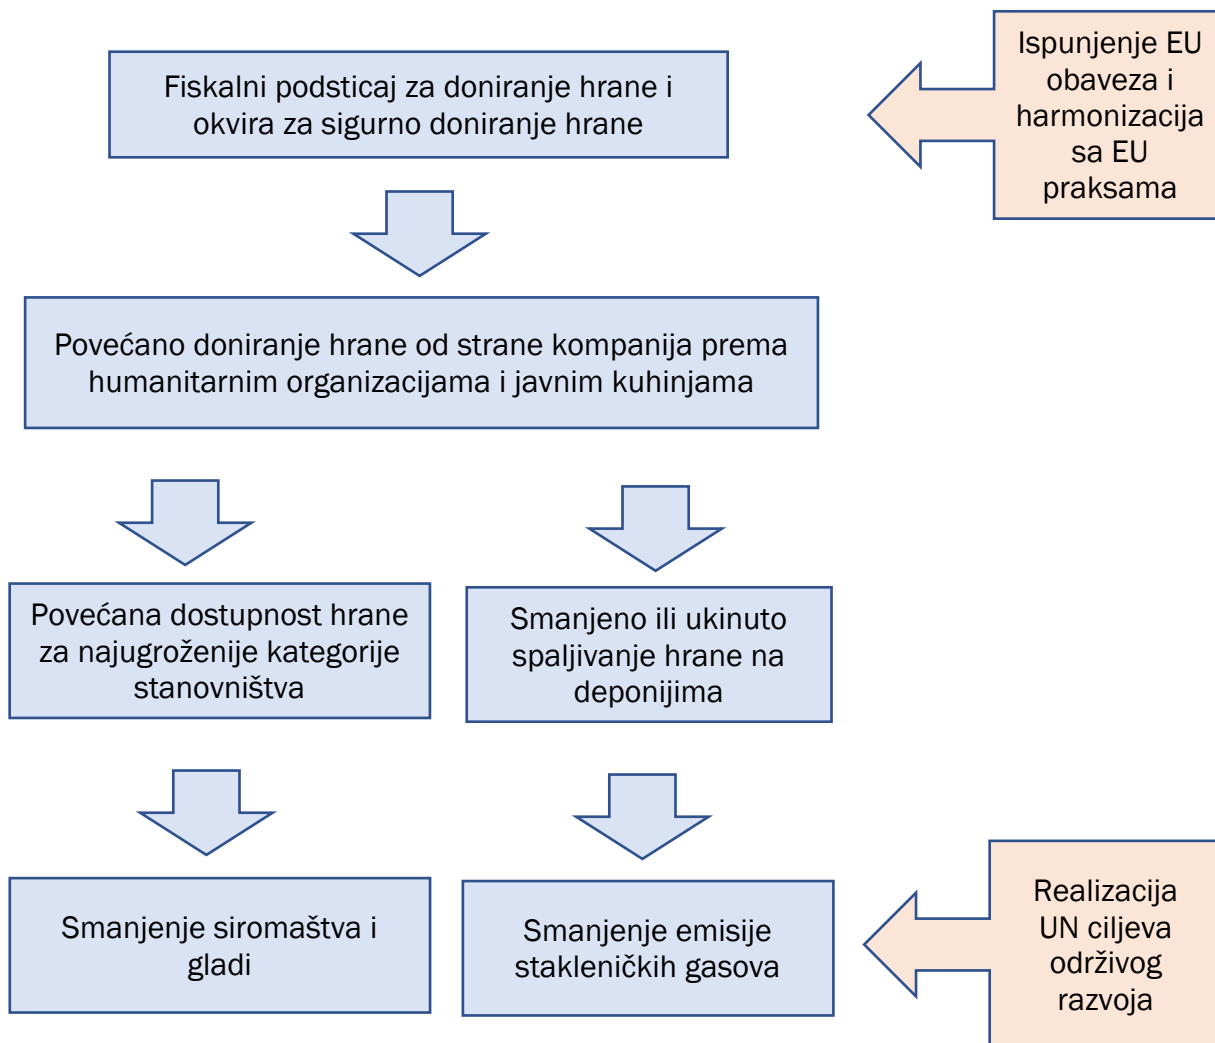 Fiskalni podsticaj za doniranje hrane i
okvira za sigurno doniranje hrane
Ispunjenje EU
obaveza i
harmonizacija
sa EU
praksama
Povećano doniranje hrane od strane kompanija prema
humanitarnim organizacijama i javnim kuhinjama
Povećana dostupnost hrane
za najugroženije kategorije
stanovništva
Smanjeno ili ukinuto
spaljivanje hrane na
deponijima
Smanjenje siromaštva i
gladi
Smanjenje emisije
stakleničkih gasova
Realizacija
UN ciljeva
održivog
razvoja